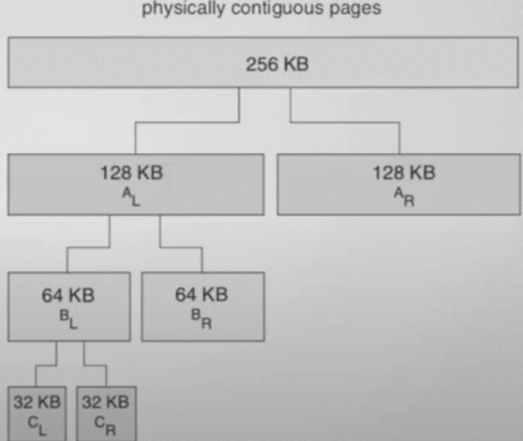 physically contiguous pages
256 KB
128 KB
A_L
128 KB
A_R
64 KB
B_L
64 KB
B_R
32 KB
C_L
32 KB
C_R